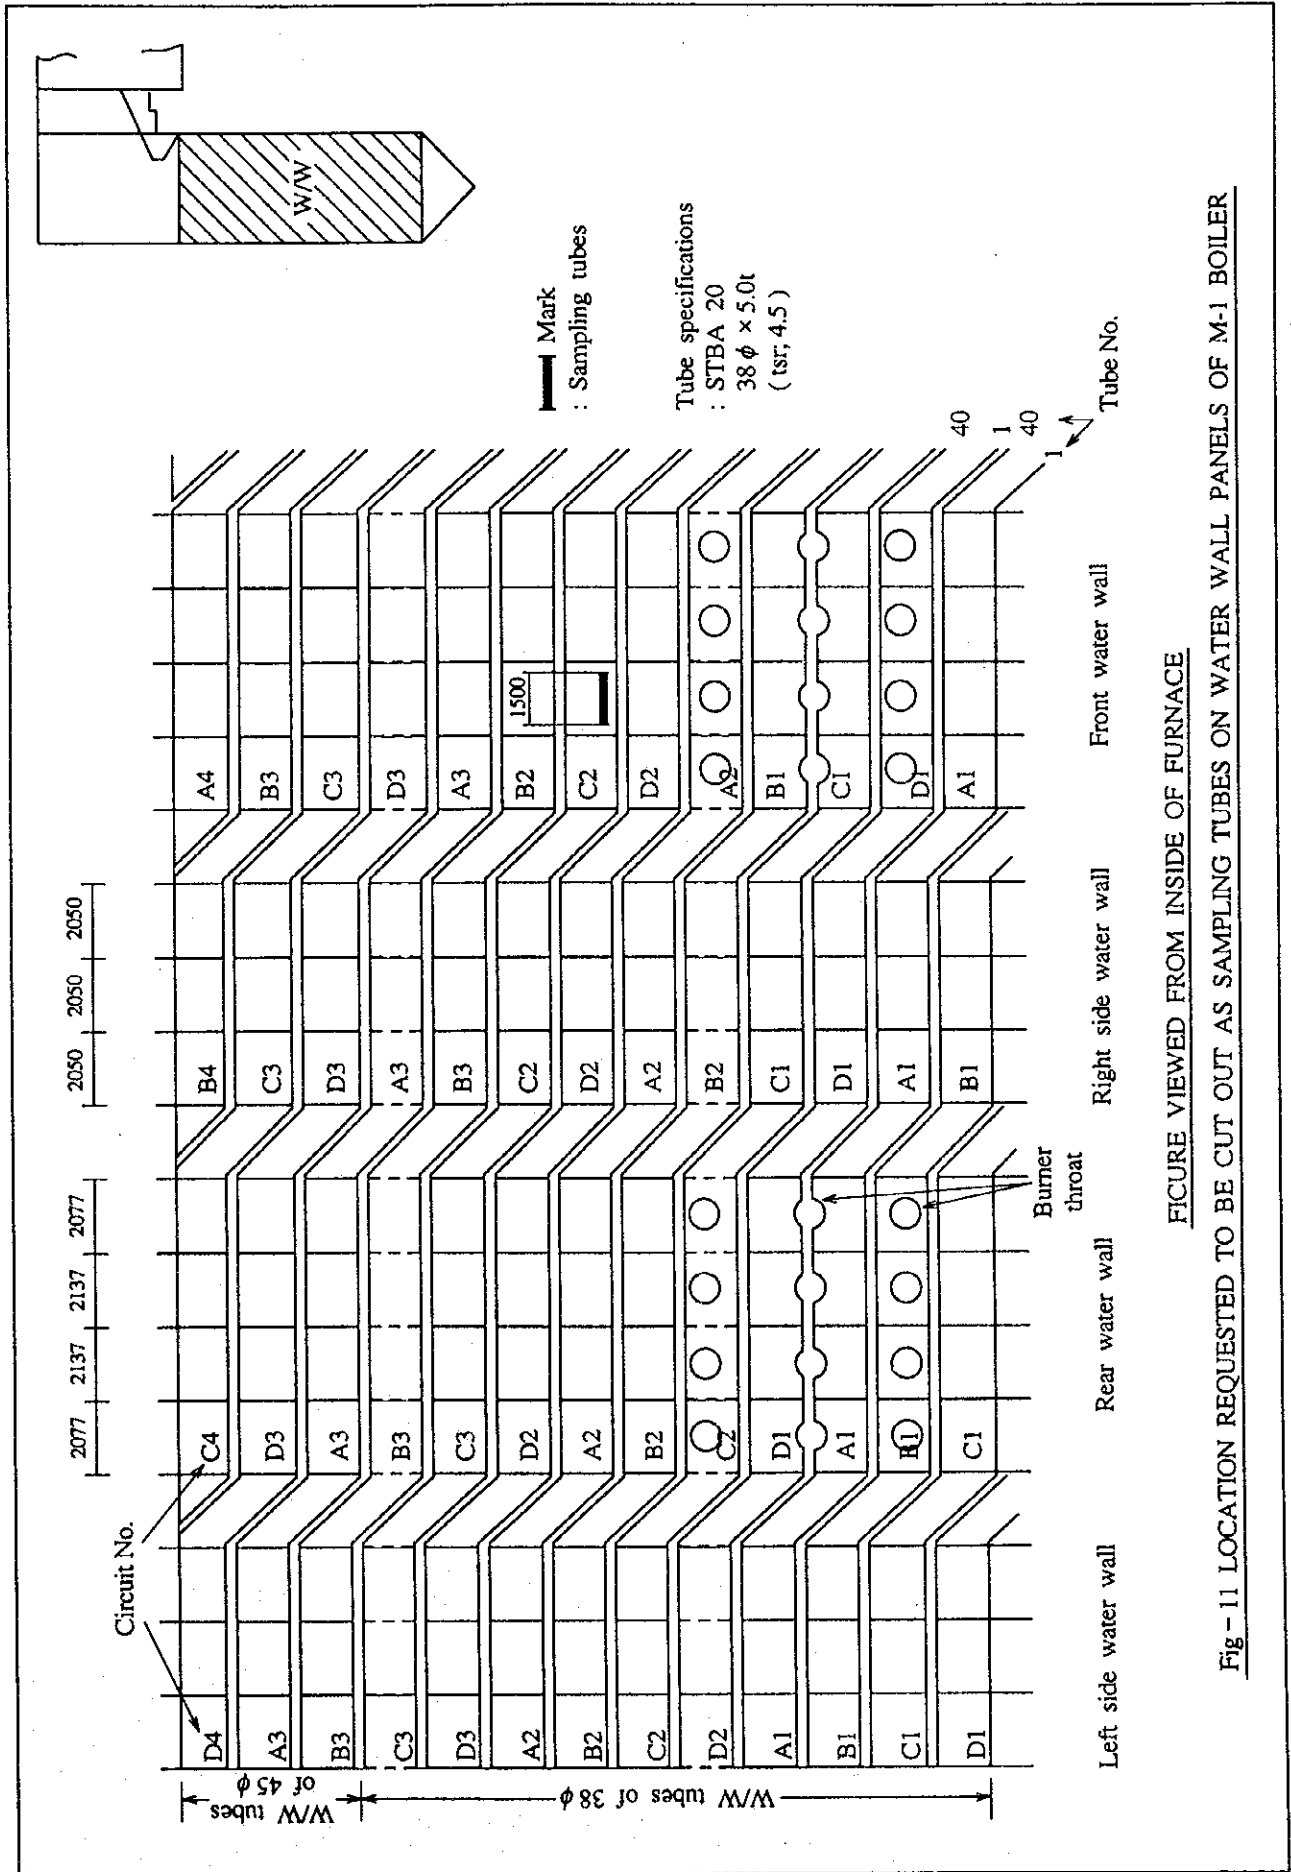 W/W
Mark
: Sampling tubes
Tube specifications
: STBA 20
38 φ × 5.0t
( tsr; 4.5 )
Circuit No.
2077
2137
2137
2077
2050
2050
2050
W/W tubes
of 45 φ
W/W tubes of 38 φ
D4
A3
B3
C3
D3
A2
B2
C2
D2
A1
B1
C1
D1
C4
D3
A3
B3
C3
D2
A2
B2
C2
D1
A1
B1
C1
B4
C3
D3
A3
B3
C2
D2
A2
B2
C1
D1
A1
B1
A4
B3
C3
D3
A3
B2
C2
D2
A2
B1
C1
D1
A1
1500
40
1
40
1
Tube No.
Burner
throat
Left side water wall
Rear water wall
Right side water wall
Front water wall
FICURE VIEWED FROM INSIDE OF FURNACE
Fig – 11 LOCATION REQUESTED TO BE CUT OUT AS SAMPLING TUBES ON WATER WALL PANELS OF M-1 BOILER